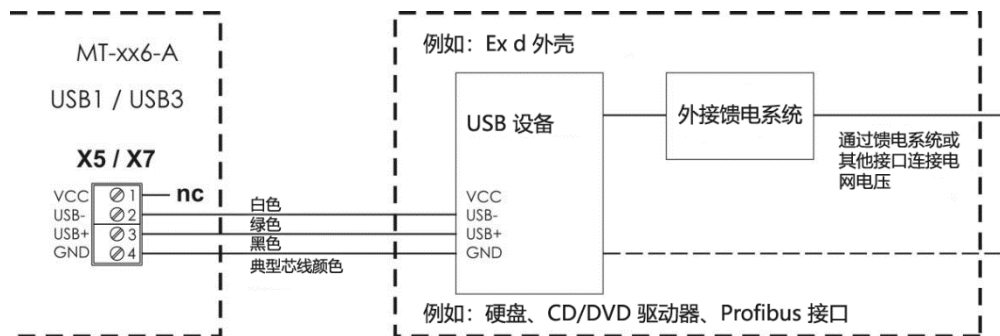 MT-xx6-A
USB1 / USB3
X5 / X7
VCC 1 nc
USB- 2
USB+ 3
GND 4
白色
绿色
黑色
典型芯线颜色
例如：Ex d 外壳
USB 设备
VCC
USB-
USB+
GND
外接馈电系统
通过馈电系统或
其他接口连接电
网电压
例如：硬盘、CD/DVD 驱动器、Profibus 接口